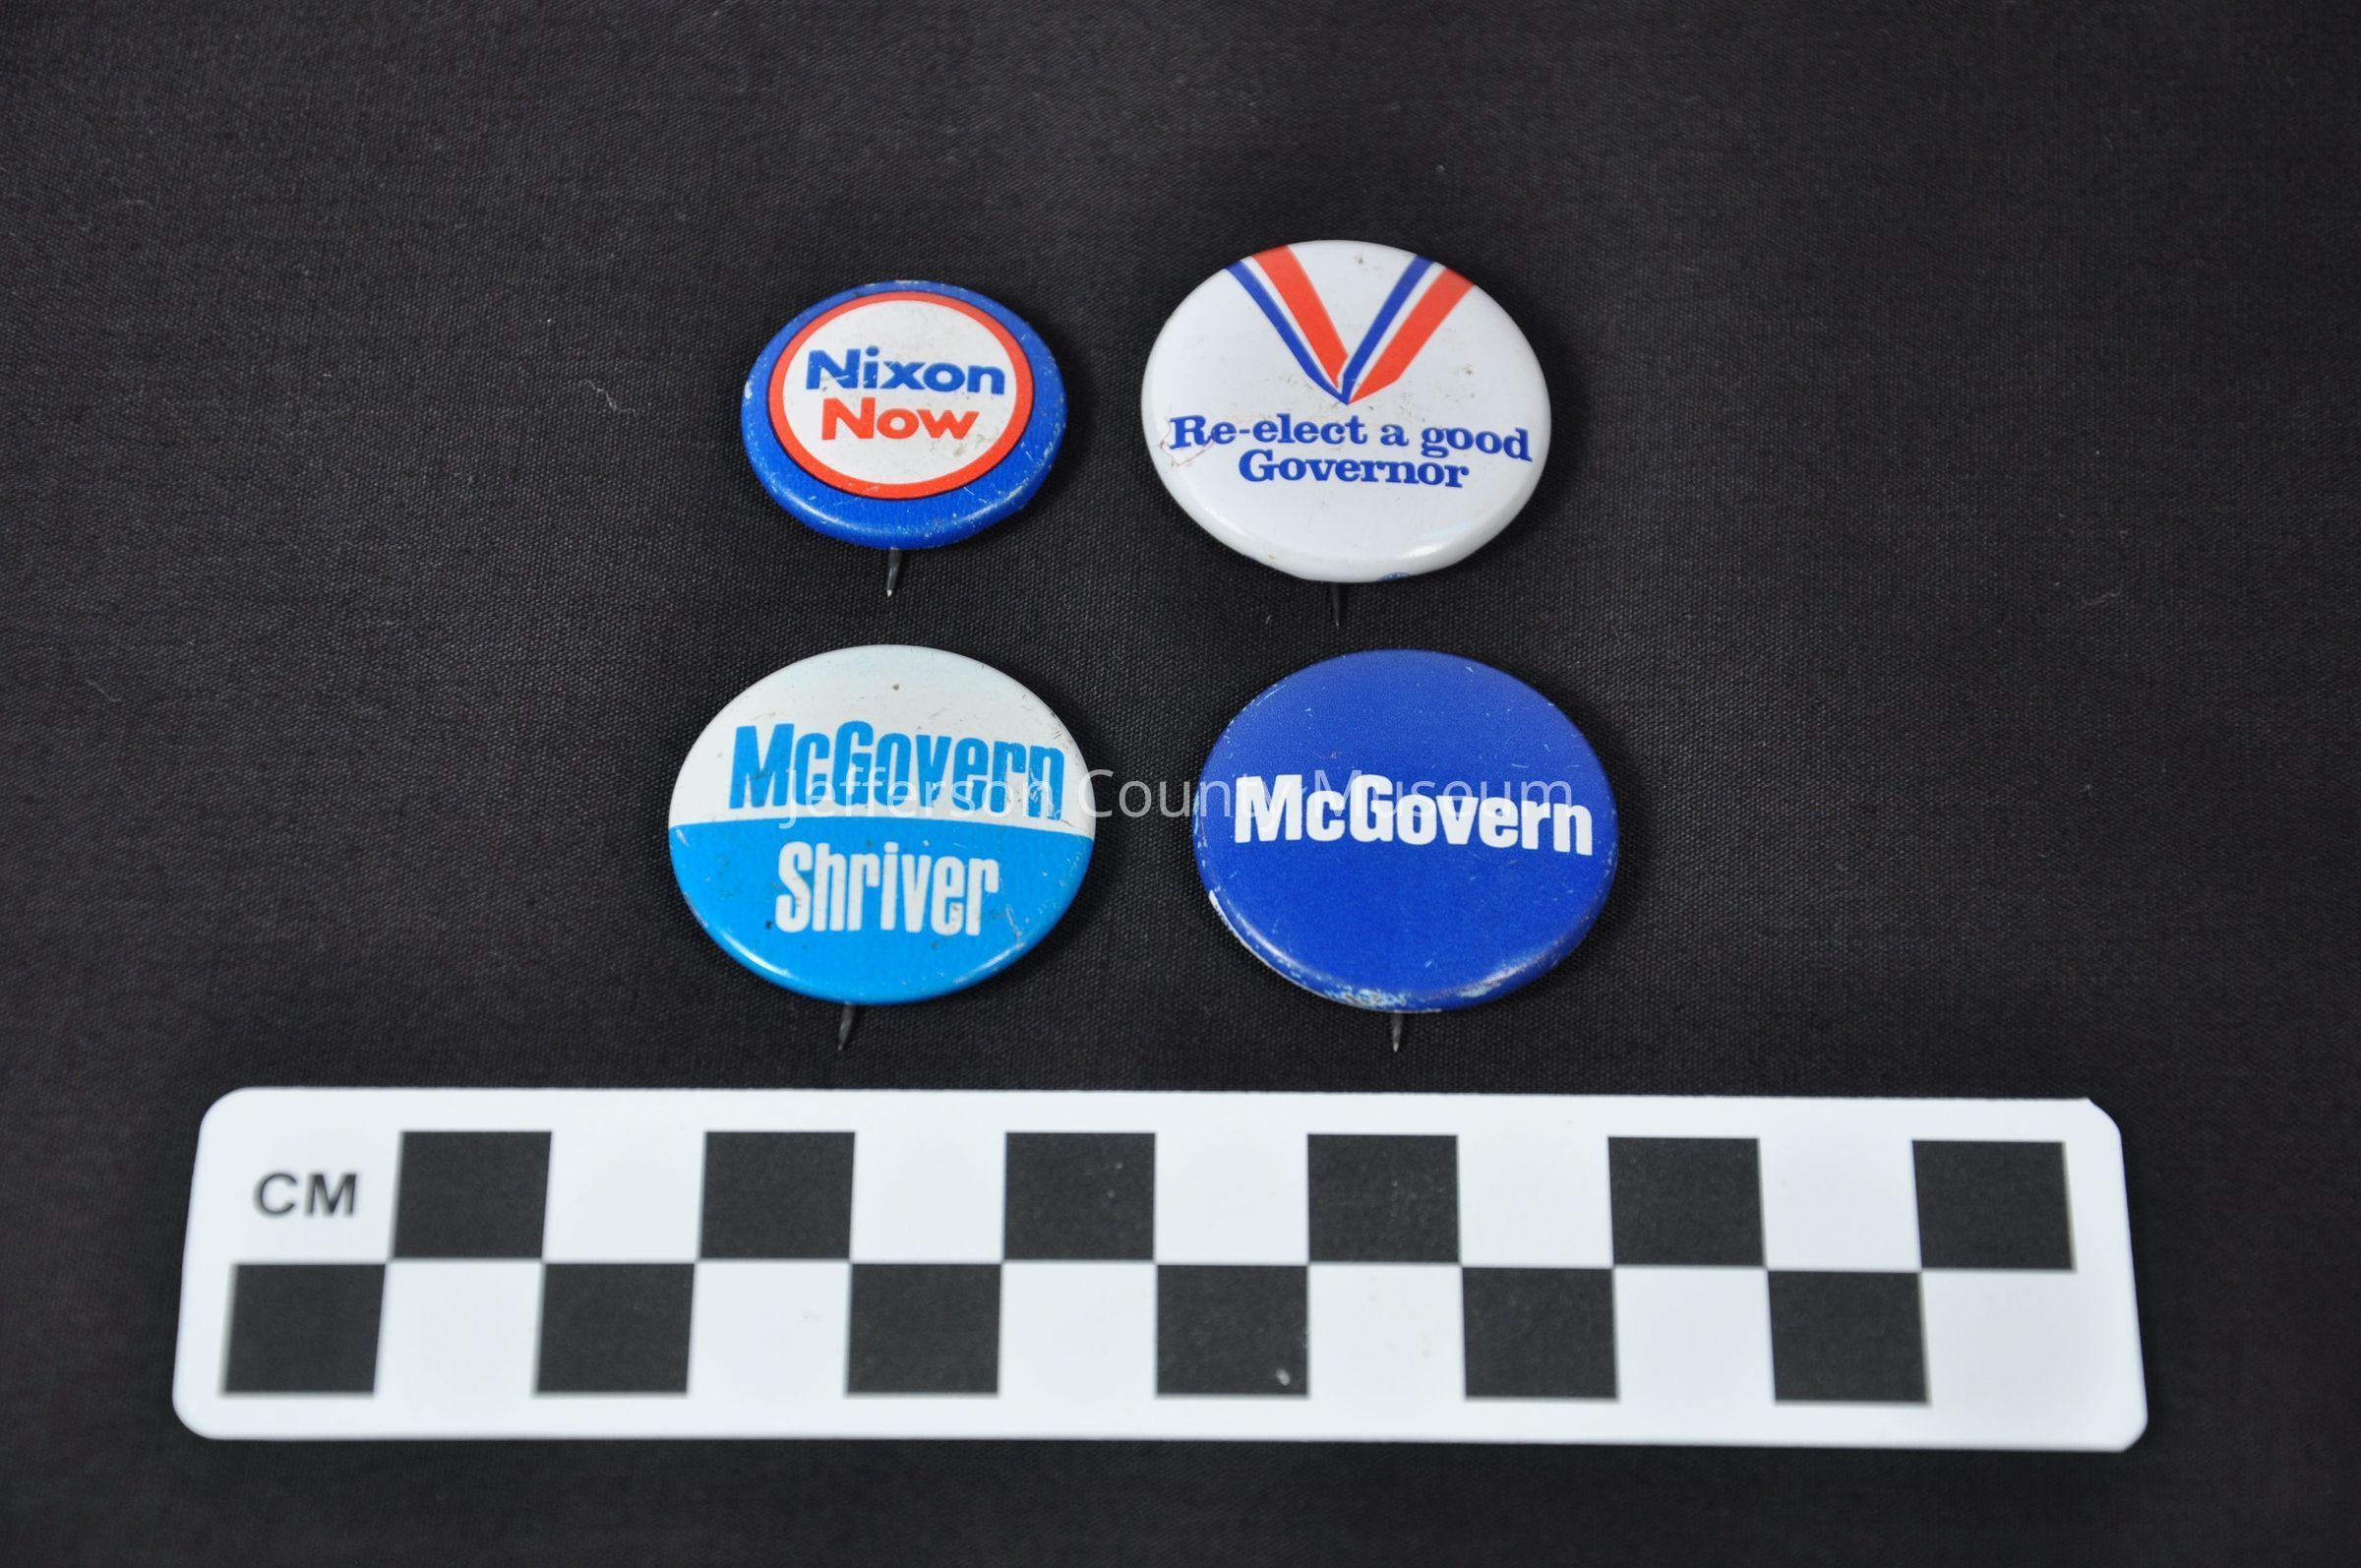 Nixon
Now
Re-elect a good
Governor
McGovern
Shriver
McGovern
Jefferson County Museum
CM